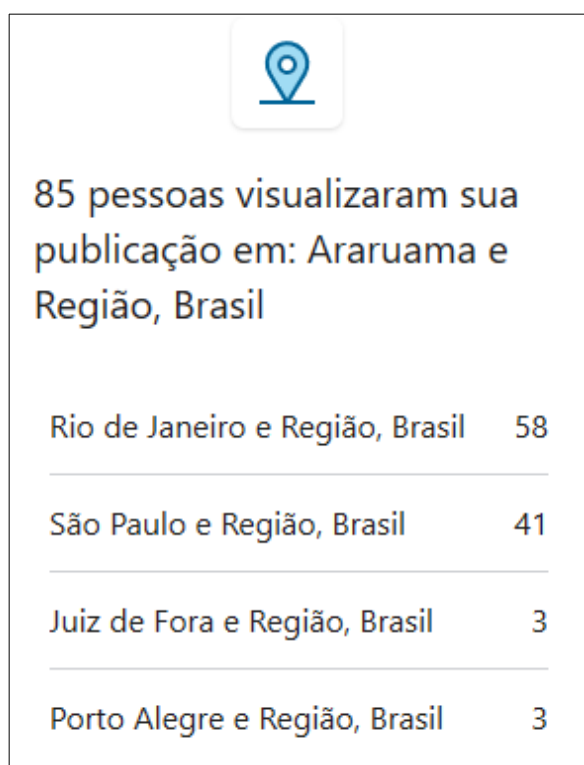 85 pessoas visualizaram sua
publicação em: Araruama e
Região, Brasil
Rio de Janeiro e Região, Brasil 58
São Paulo e Região, Brasil 41
Juiz de Fora e Região, Brasil 3
Porto Alegre e Região, Brasil 3